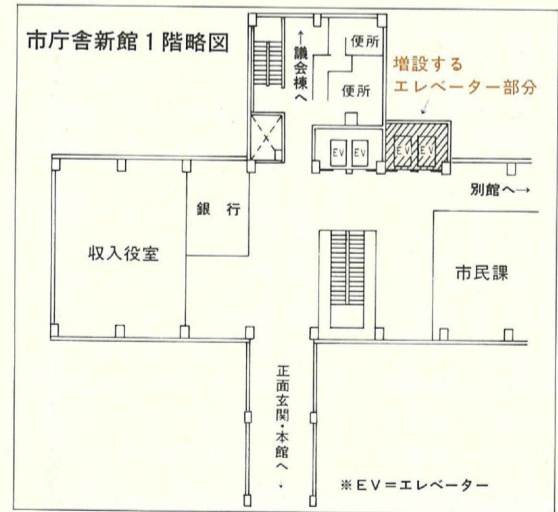 市庁舎新館1階略図
↑議会棟へ
便所
便所
増設する
エレベーター部分
EV
EV
EV
EV
別館へ→
銀行
収入役室
市民課
正面玄関・本館へ→
※EV=エレベーター